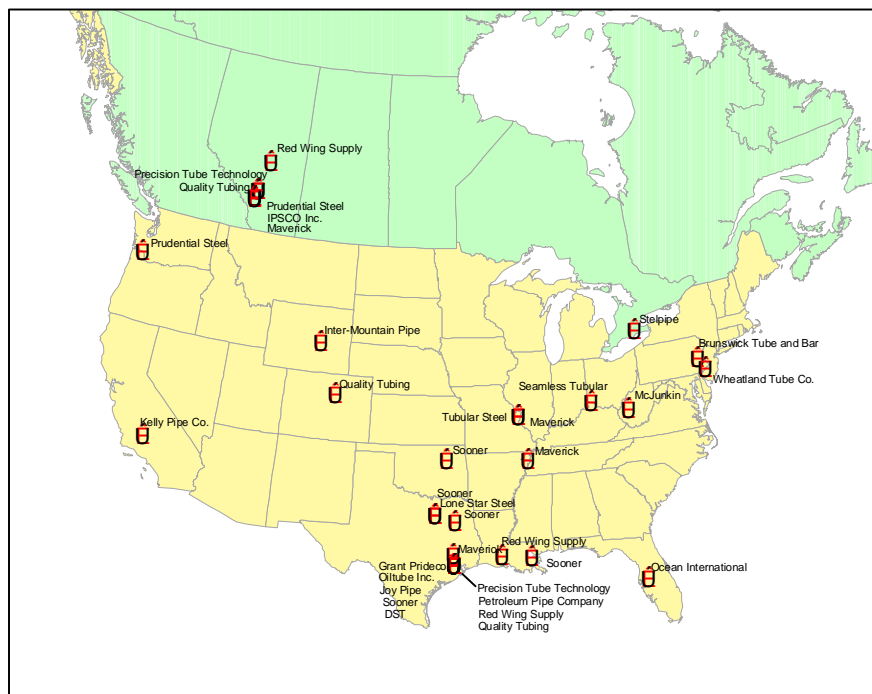 Red Wing Supply
Precision Tube Technology
Quality Tubing
Prudential Steel
IPSCO Inc.
Maverick
Prudential Steel
Stelpipe
Inter-Mountain Pipe
Brunswick Tube and Bar
Wheatland Tube Co.
Quality Tubing
Seamless Tubular
McJunkin
Tubular Steel
Maverick
Kelly Pipe Co.
Sooner
Maverick
Sooner
Lone Star Steel
Sooner
Red Wing Supply
Maverick
Sooner
Grant Prideco
Oiltube Inc.
Joy Pipe
Sooner
DST
Ocean International
Precision Tube Technology
Petroleum Pipe Company
Red Wing Supply
Quality Tubing